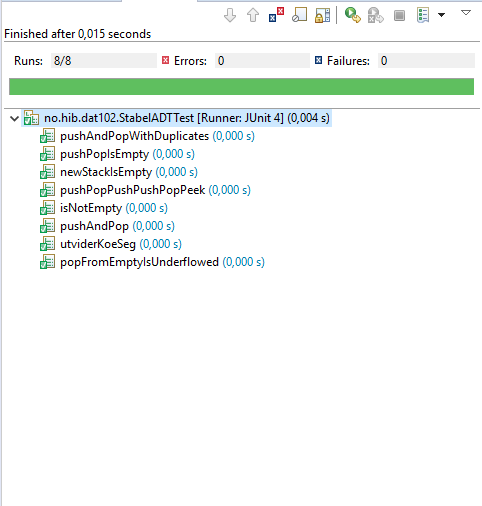 Finished after 0,015 seconds
Runs: 8/8 Errors: 0 Failures: 0
no.hib.dat102.StabelADTTest [Runner: JUnit 4] (0,004 s)
pushAndPopWithDuplicates (0,000 s)
pushPopIsEmpty (0,000 s)
newStackIsEmpty (0,000 s)
pushPopPushPushPopPeek (0,000 s)
isNotEmpty (0,000 s)
pushAndPop (0,000 s)
utviderKoeSeg (0,000 s)
popFromEmptyIsUnderflowed (0,000 s)